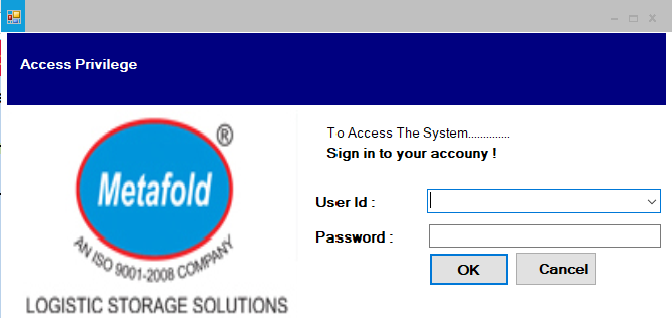 Access Privilege
To Access The System..............
Sign in to your accouny !
User Id :
Password :
OK
Cancel
®
Metafold
AN ISO 9001-2008 COMPANY
LOGISTIC STORAGE SOLUTIONS